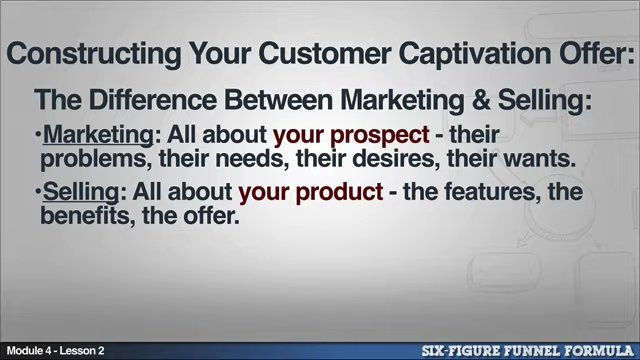 Constructing Your Customer Captivation Offer:
The Difference Between Marketing & Selling:
•Marketing: All about your prospect - their
problems, their needs, their desires, their wants.
•Selling: All about your product - the features, the
benefits, the offer.
Module 4 - Lesson 2
SIX-FIGURE FUNNEL FORMULA